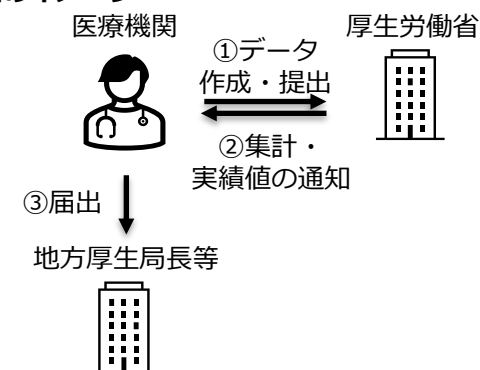 医療機関
厚生労働省
①データ
作成・提出
②集計・
実績値の通知
③届出
地方厚生局長等